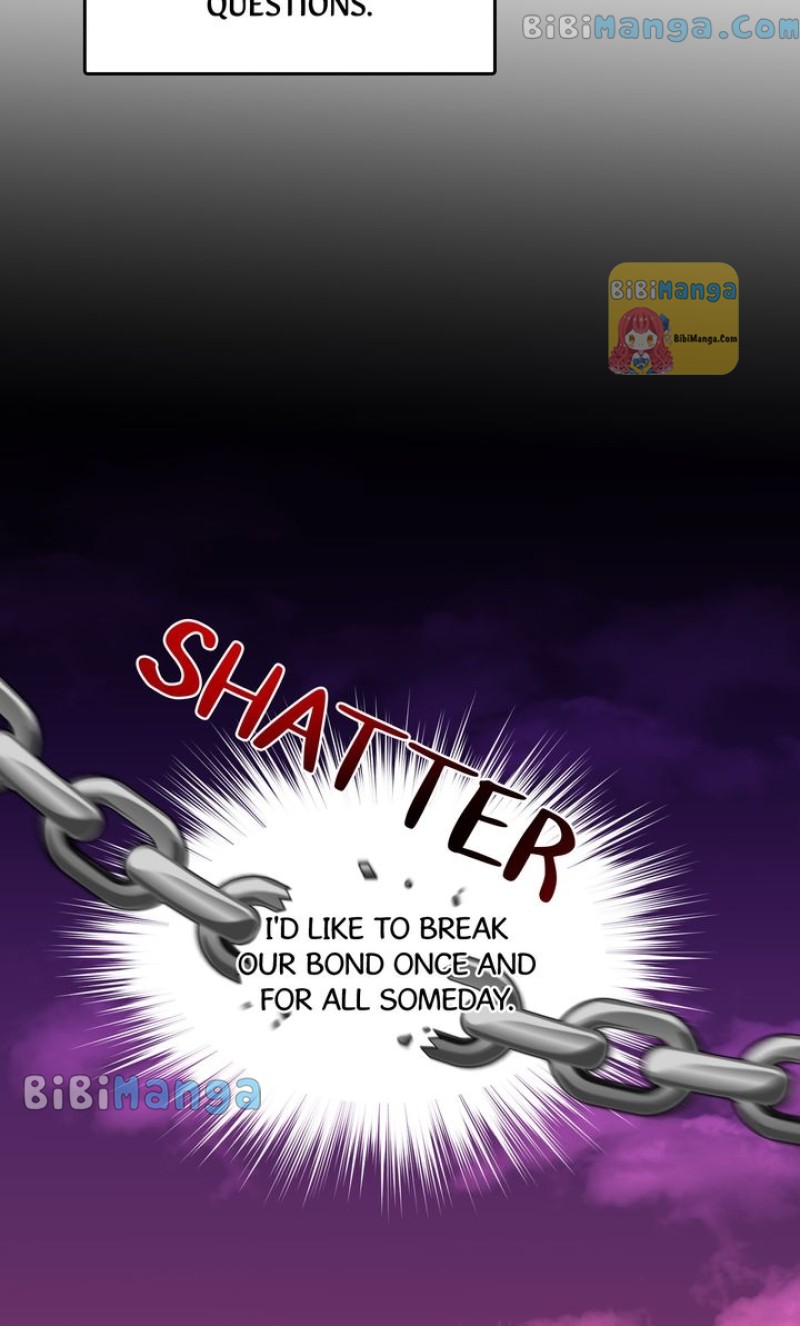 QUESTIONS.
BiBiManga.Com
BiBiManga
BibiManga.Com
SHATTER
I'D LIKE TO BREAK
OUR BOND ONCE AND
FOR ALL SOMEDAY.
BiBiManga